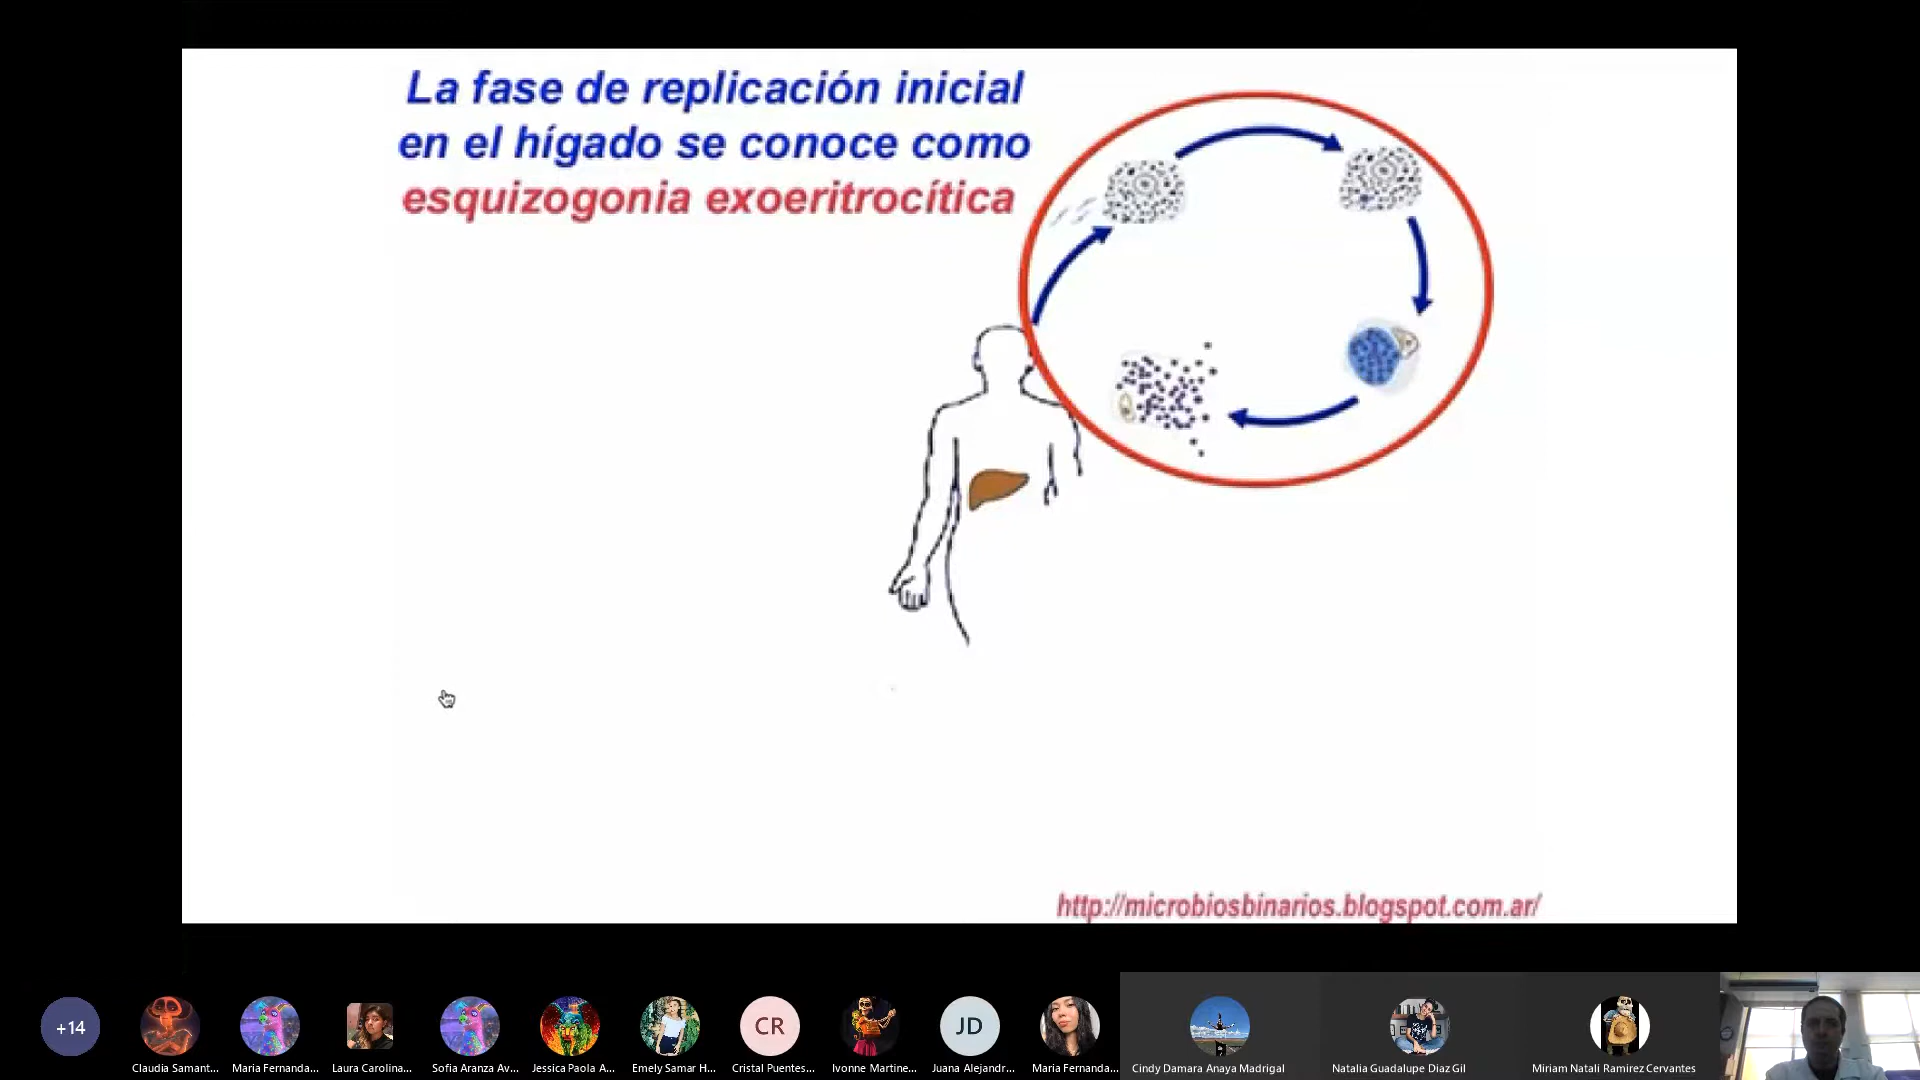 La fase de replicación inicial
en el hígado se conoce como
esquizogonia exoeritrocítica
http://microbiosbinarios.blogspot.com.ar/
+14
CR
JD
Claudia Samant...
Maria Fernanda...
Laura Carolina...
Sofia Aranza Av...
Jessica Paola A...
Emely Samar H...
Cristal Puentes...
Ivonne Martine...
Juana Alejandr...
Maria Fernanda...
Cindy Damara Anaya Madrigal
Natalia Guadalupe Diaz Gil
Miriam Natali Ramirez Cervantes